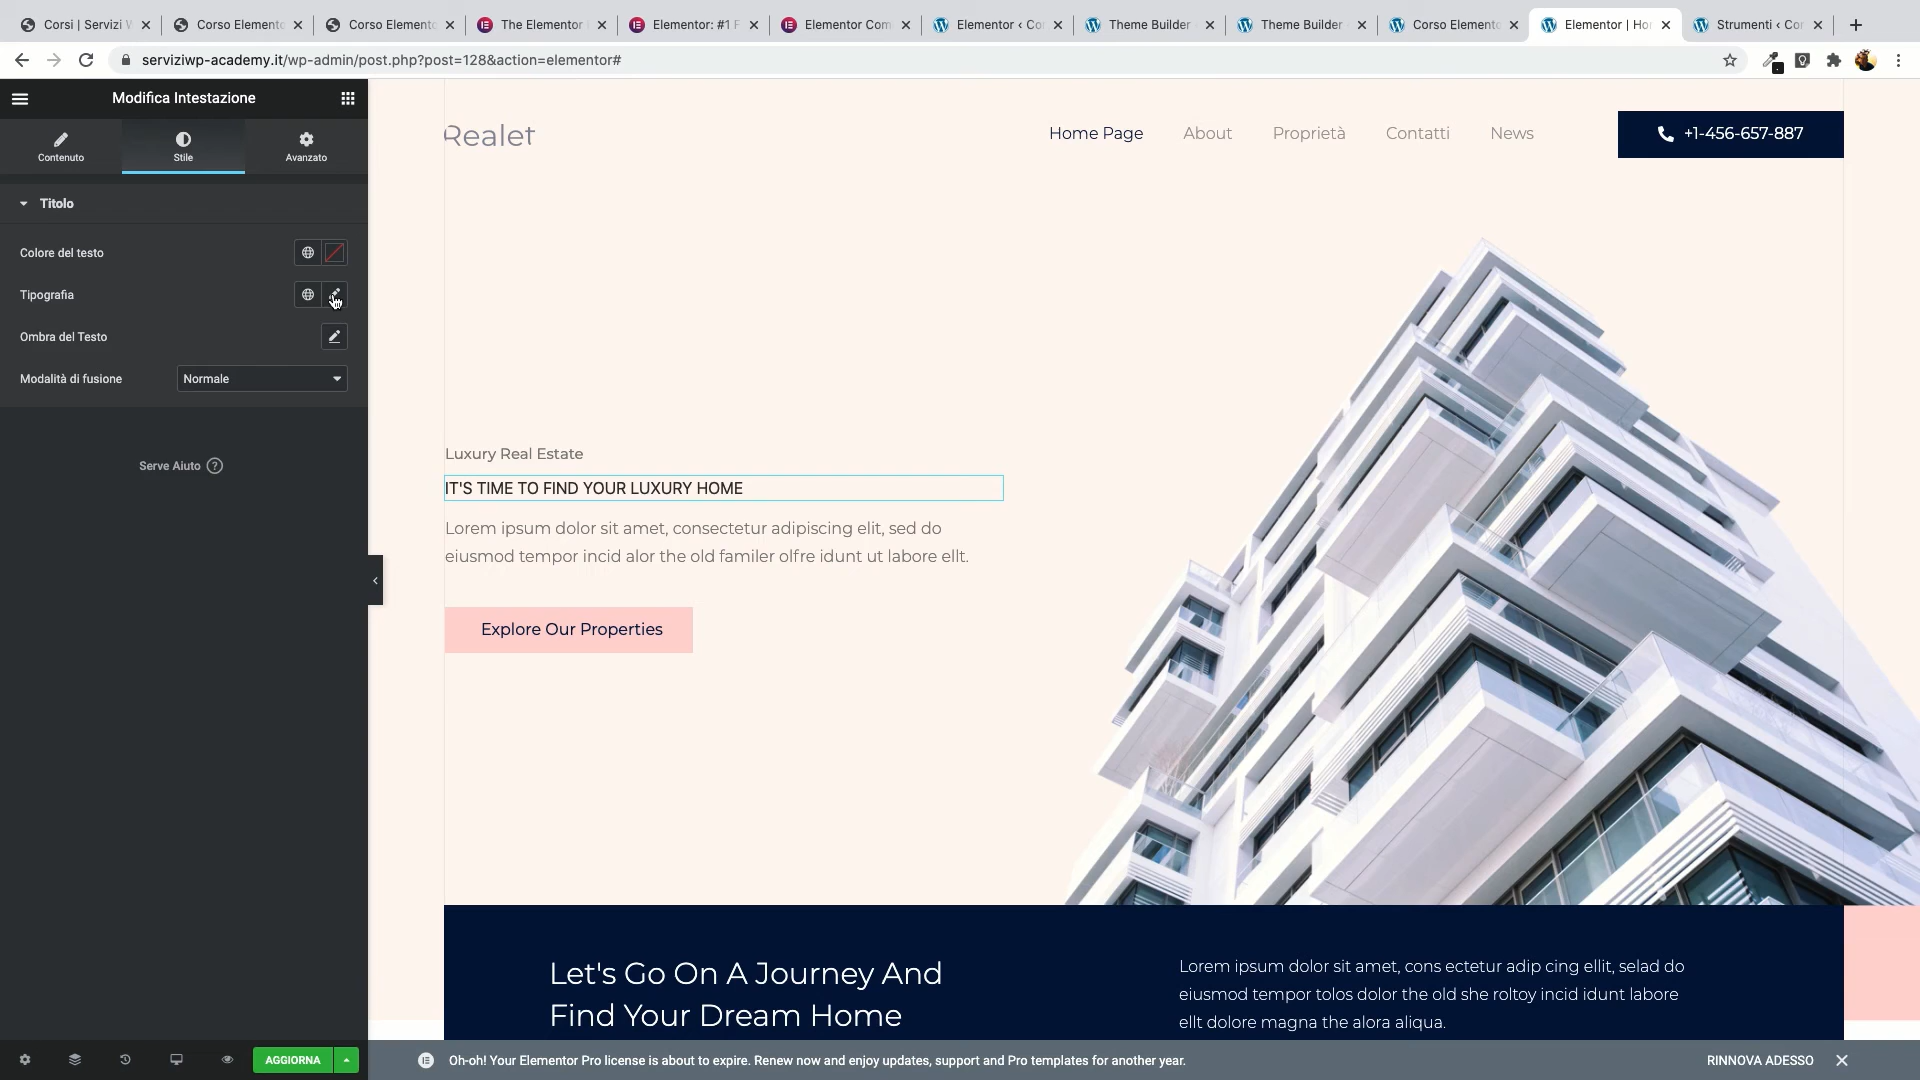 Corsi | Servizi W
Corso Elemento
Corso Elemento
The Elementor
Elementor: #1 F
Elementor Com
Elementor ‹ Co
Theme Builder
Theme Builder
Corso Elemento
Elementor | Ho
Strumenti ‹ Co
serviziwp-academy.it/wp-admin/post.php?post=128&action=elementor#
Modifica Intestazione
Contenuto
Stile
Avanzato
Titolo
Colore del testo
Tipografia
Ombra del Testo
Modalità di fusione
Normale
Serve Aiuto ?
AGGIORNA
Realet
Home Page
About
Proprietà
Contatti
News
+1-456-657-887
Luxury Real Estate
IT'S TIME TO FIND YOUR LUXURY HOME
Lorem ipsum dolor sit amet, consectetur adipiscing elit, sed do
eiusmod tempor incid alor the old familer olfre idunt ut labore ellt.
Explore Our Properties
Let's Go On A Journey And
Find Your Dream Home
Lorem ipsum dolor sit amet, cons ectetur adip cing ellit, selad do
eiusmod tempor tolos dolor the old she roltoy incid idunt labore
ellt dolore magna the alora aliqua.
Oh-oh! Your Elementor Pro license is about to expire. Renew now and enjoy updates, support and Pro templates for another year.
RINNOVA ADESSO